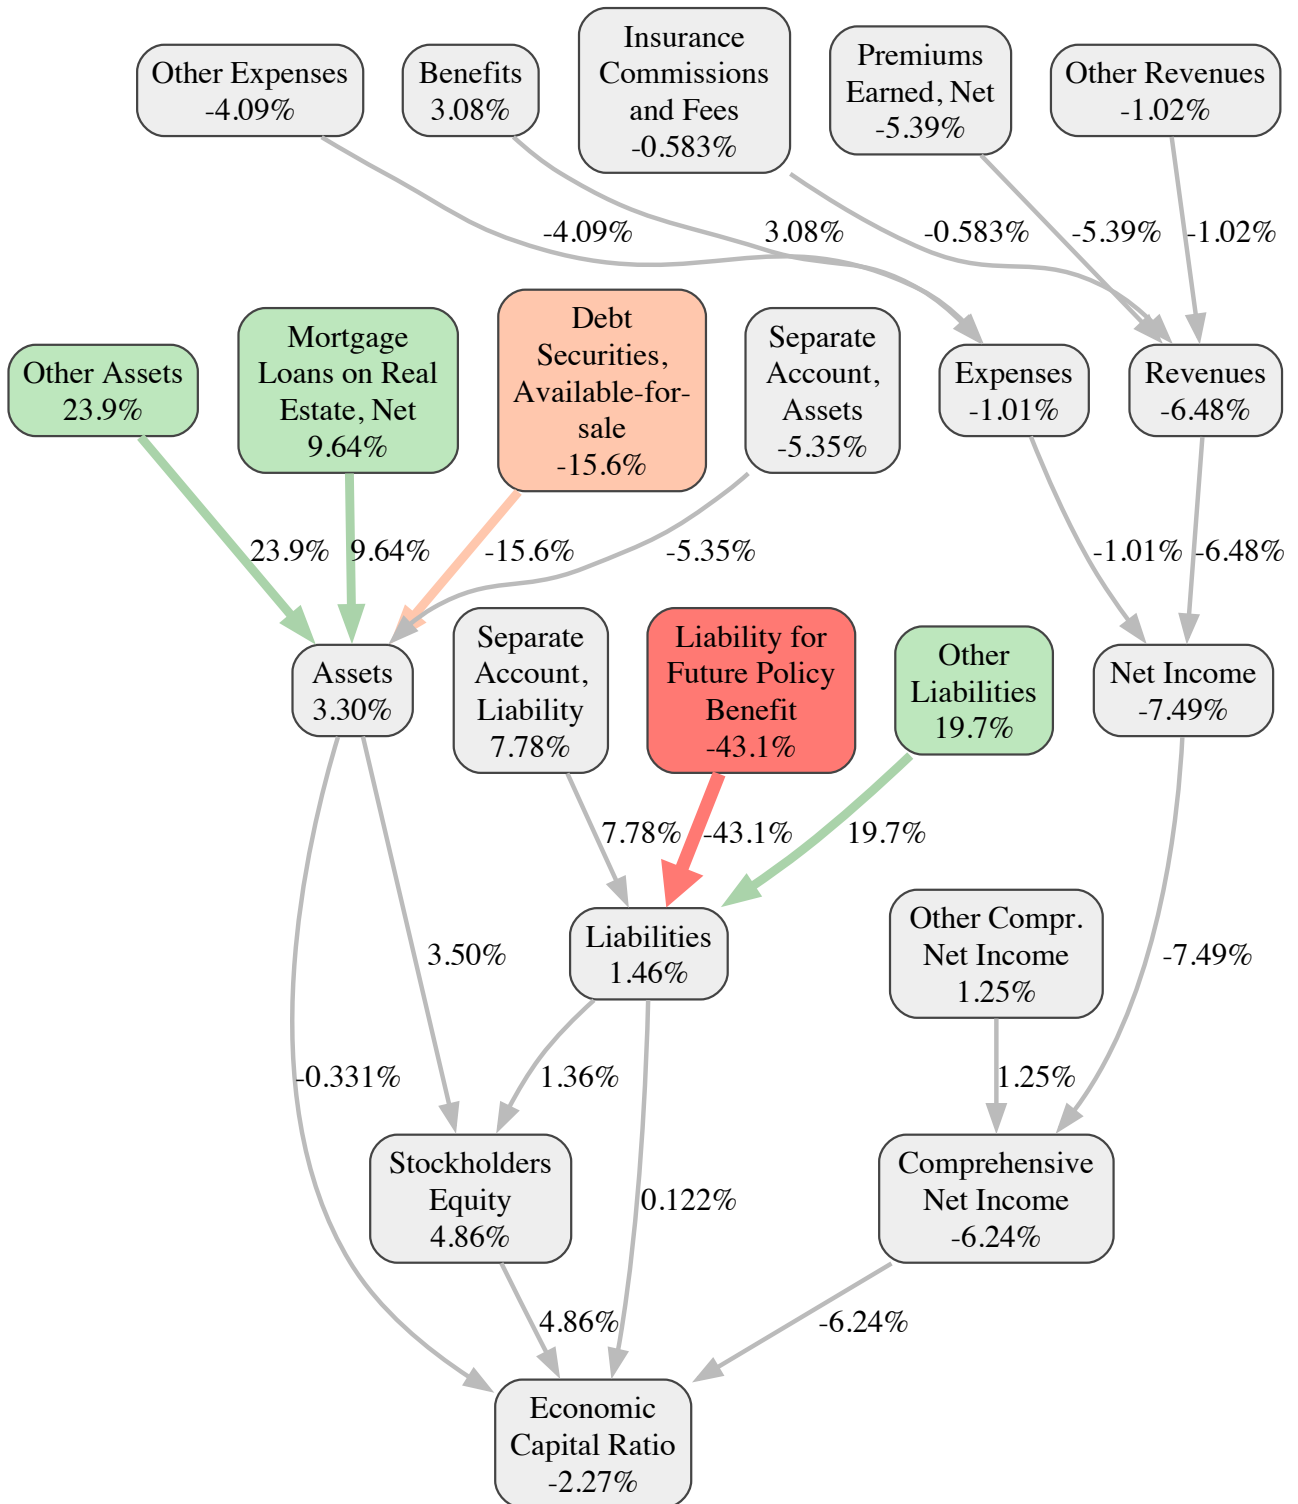 Other Expenses
-4.09%
Benefits
3.08%
Insurance
Commissions
and Fees
-0.583%
Premiums
Earned, Net
-5.39%
Other Revenues
-1.02%
-4.09%
3.08%
-0.583%
-5.39%
-1.02%
Other Assets
23.9%
Mortgage
Loans on Real
Estate, Net
9.64%
Debt
Securities,
Available-for-
sale
-15.6%
Separate
Account,
Assets
-5.35%
Expenses
-1.01%
Revenues
-6.48%
23.9%
9.64%
-15.6%
-5.35%
-1.01%
-6.48%
Assets
3.30%
Separate
Account,
Liability
7.78%
Liability for
Future Policy
Benefit
-43.1%
Other
Liabilities
19.7%
Net Income
-7.49%
7.78%
-43.1%
19.7%
3.50%
Liabilities
1.46%
Other Compr.
Net Income
1.25%
-7.49%
-0.331%
1.36%
1.25%
Stockholders
Equity
4.86%
0.122%
Comprehensive
Net Income
-6.24%
4.86%
-6.24%
Economic
Capital Ratio
-2.27%